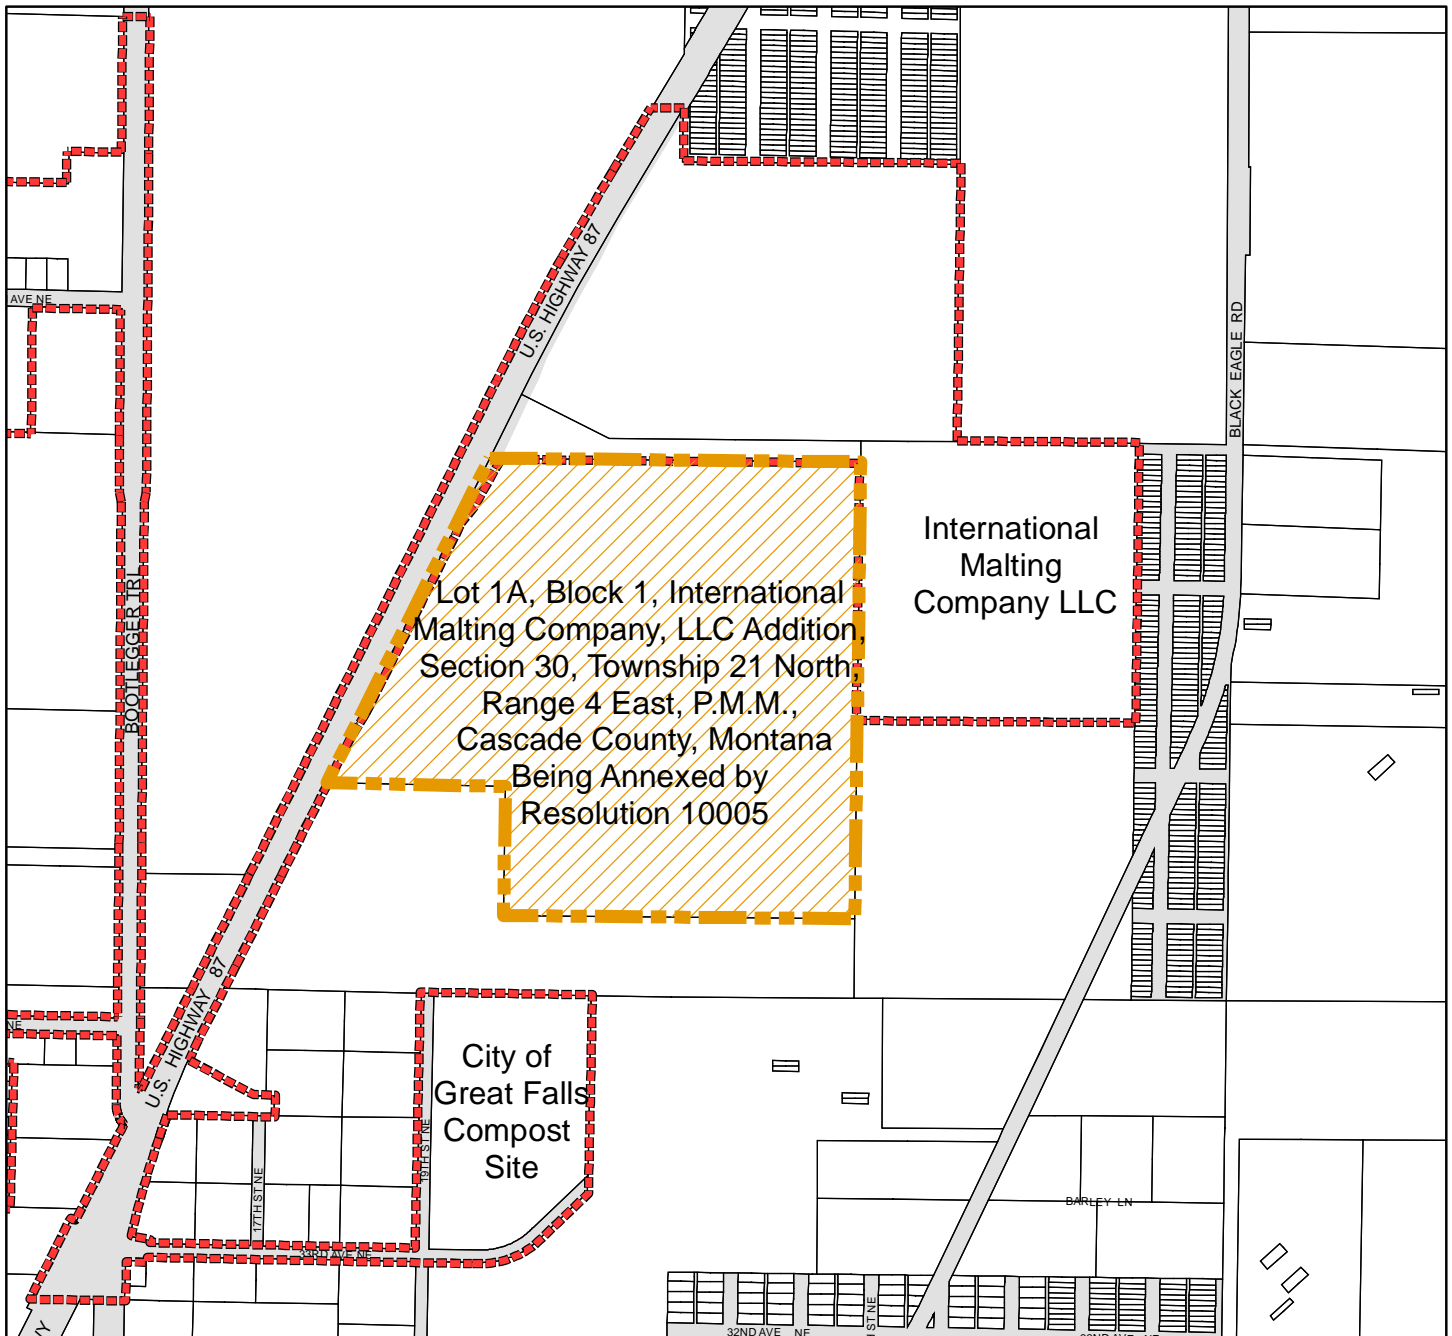 U.S. HIGHWAY 87
AVE NE
BLACK EAGLE RD
International
Malting
Company LLC
Lot 1A, Block 1, International
Malting Company, LLC Addition,
Section 30, Township 21 North,
Range 4 East, P.M.M.,
Cascade County, Montana
Being Annexed by
Resolution 10005
BOOTLEGGER TRL
U.S. HIGHWAY 87
NE
City of
Great Falls
Compost
Site
19TH ST NE
17TH ST NE
33RD AVE NE
BARLEY LN
ST NE
32ND AVE NE